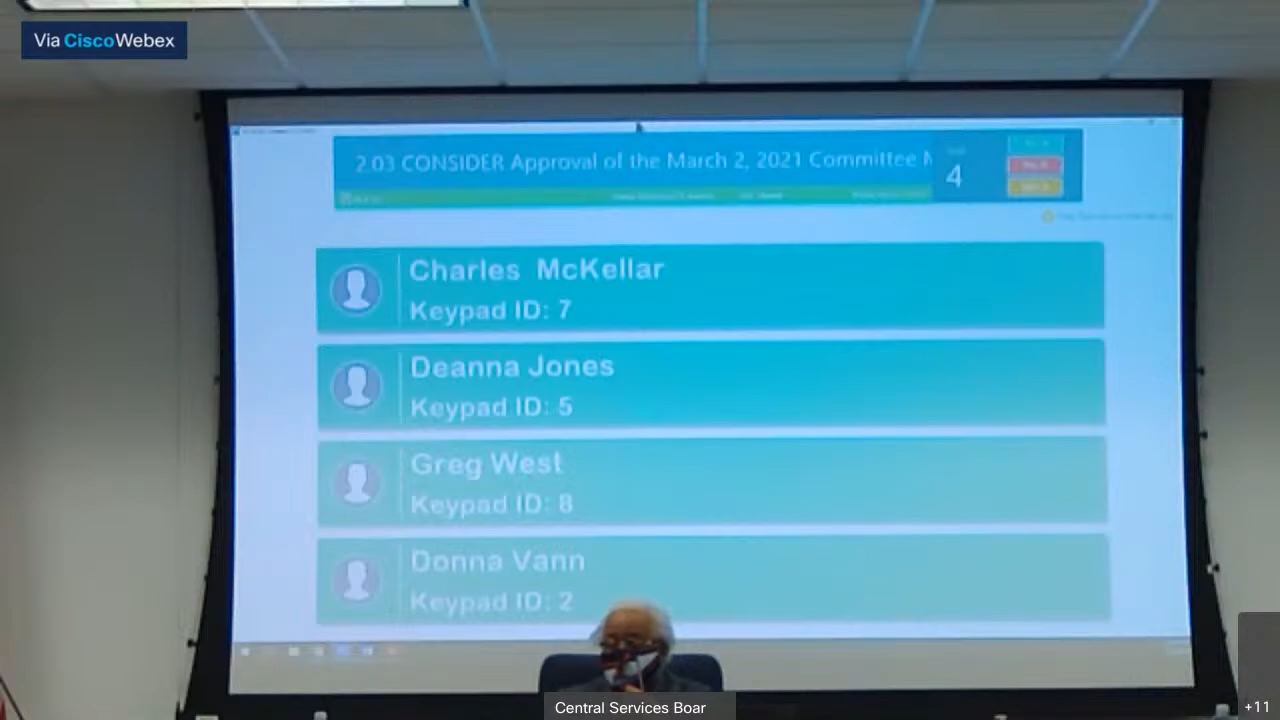 Via CiscoWebex
2.03 CONSIDER Approval of the March 2, 2021 Committee M
4
Charles McKellar
Keypad ID: 7
Deanna Jones
Keypad ID: 5
Greg West
Keypad ID: 8
Donna Vann
Keypad ID: 2
Central Services Boar
+11